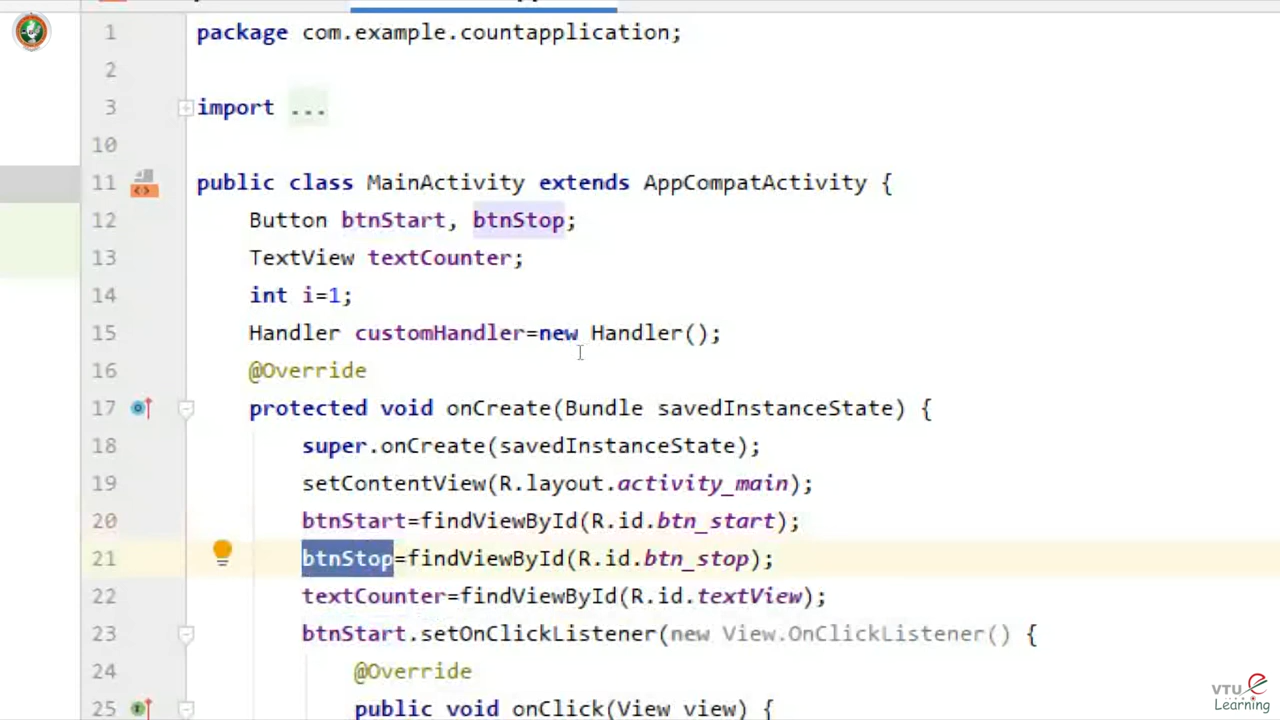 1 package com.example.countapplication;
2
3 import ...
10
11 public class MainActivity extends AppCompatActivity {
12 Button btnStart, btnStop;
13 TextView textCounter;
14 int i=1;
15 Handler customHandler=new Handler();
16 @Override
17 protected void onCreate(Bundle savedInstanceState) {
18 super.onCreate(savedInstanceState);
19 setContentView(R.layout.activity_main);
20 btnStart=findViewById(R.id.btn_start);
21 btnStop=findViewById(R.id.btn_stop);
22 textCounter=findViewById(R.id.textView);
23 btnStart.setOnClickListener(new View.OnClickListener() {
24 @Override
25 public void onClick(View view) {
VTU e
Learning